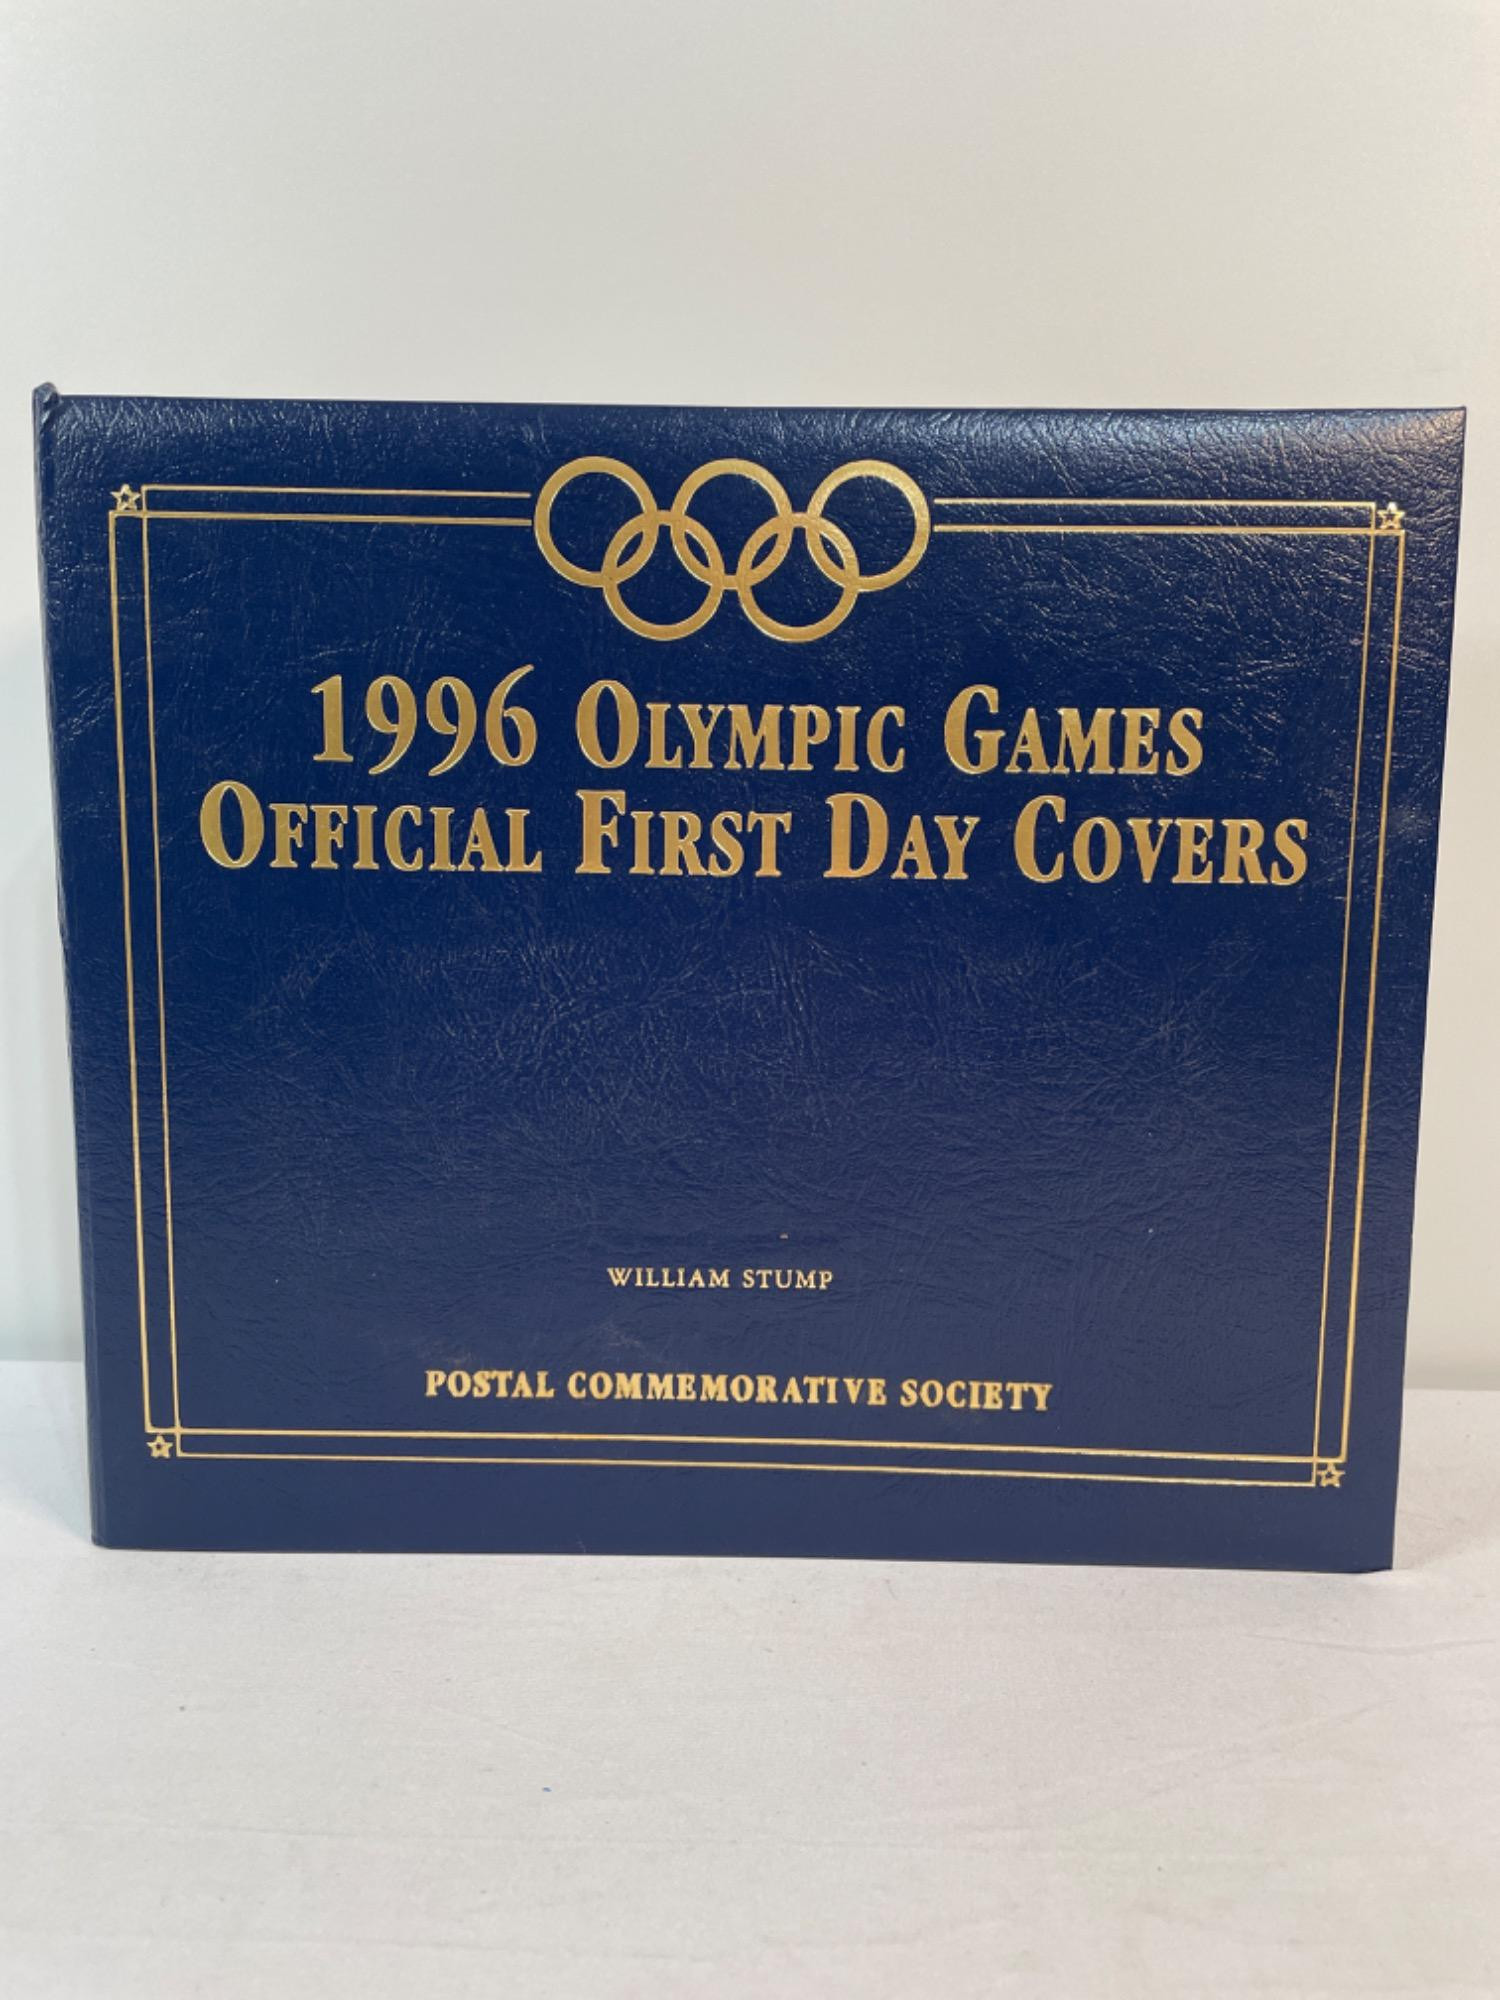 1996 OLYMPIC GAMES
OFFICIAL FIRST DAY COVERS
WILLIAM STUMP
POSTAL COMMEMORATIVE SOCIETY